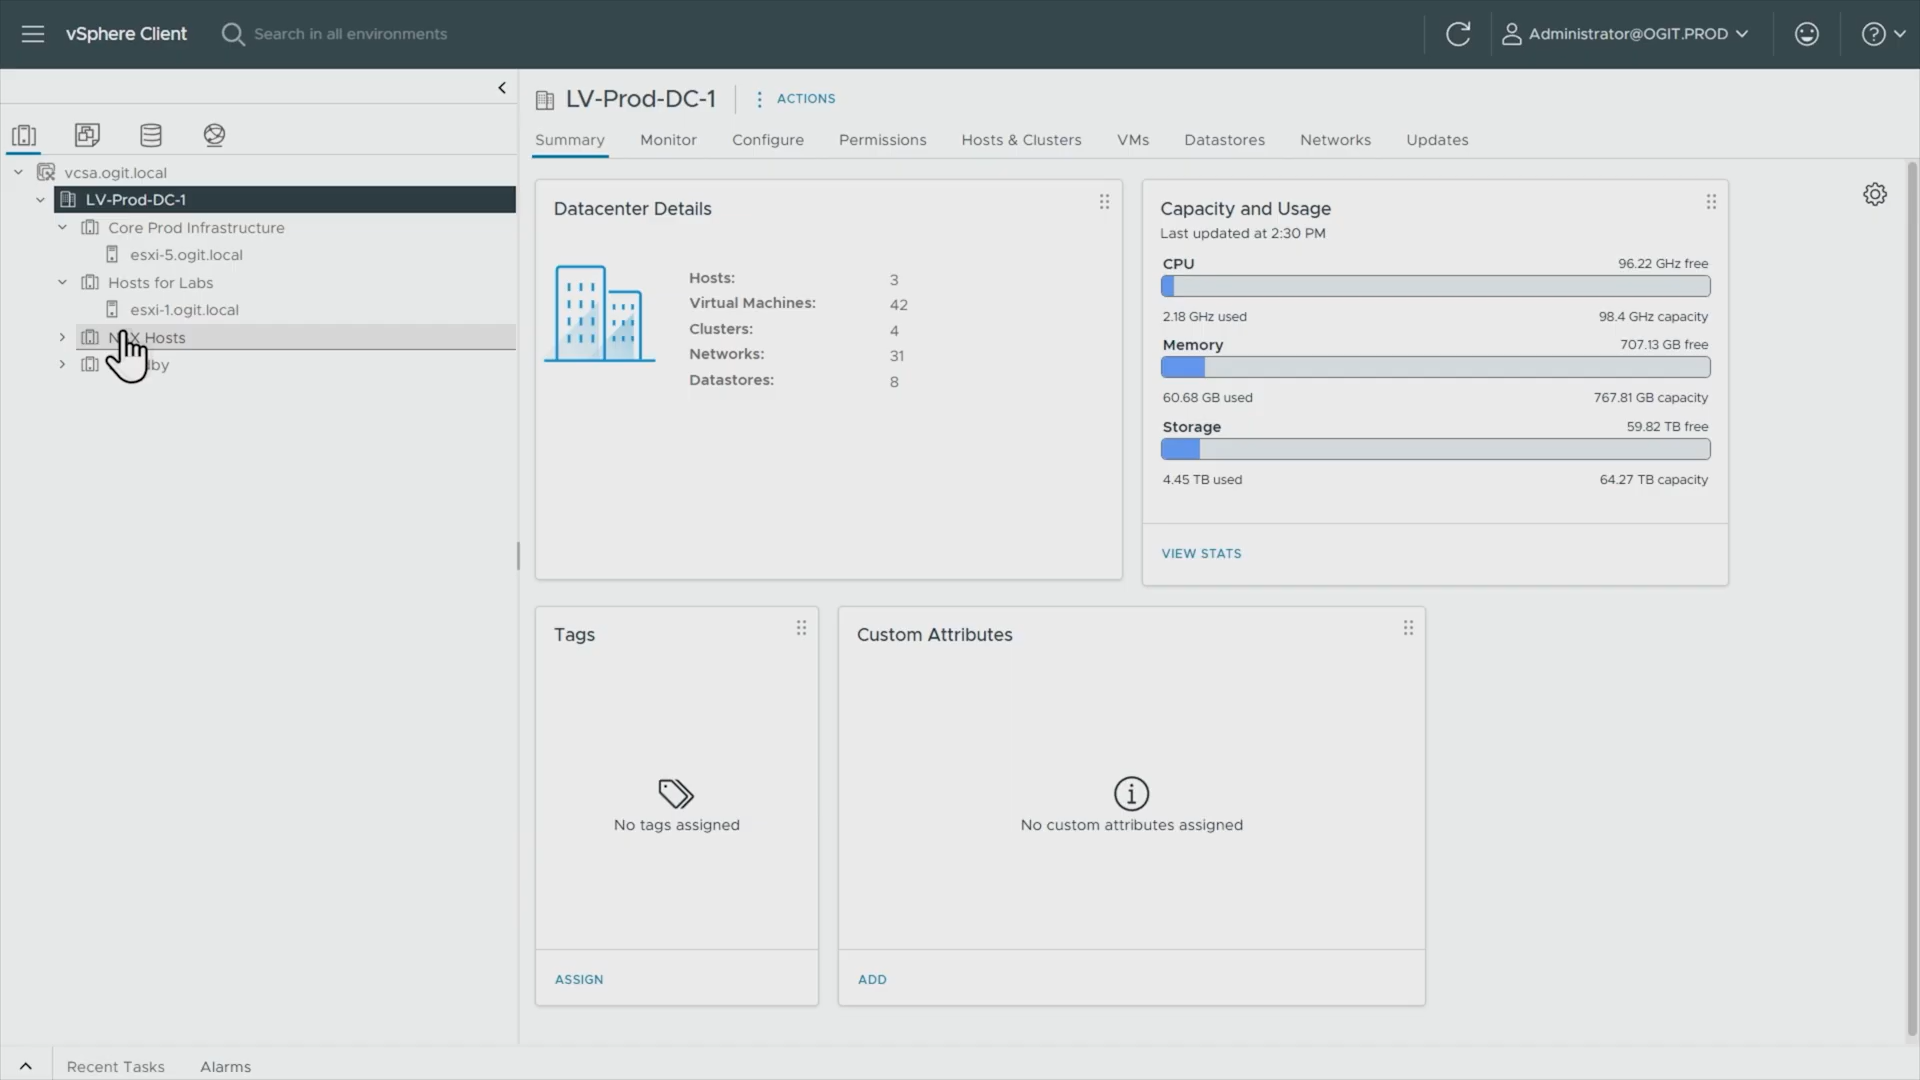 vSphere Client
Search in all environments
Administrator@OGIT.PROD
vcsa.ogit.local
LV-Prod-DC-1
Core Prod Infrastructure
esxi-5.ogit.local
Hosts for Labs
esxi-1.ogit.local
Hosts
LV-Prod-DC-1
ACTIONS
Summary Monitor Configure Permissions Hosts & Clusters VMs Datastores Networks Updates
Datacenter Details
Hosts: 3
Virtual Machines: 42
Clusters: 4
Networks: 31
Datastores: 8
Capacity and Usage
Last updated at 2:30 PM
CPU 96.22 GHz free
2.18 GHz used 98.4 GHz capacity
Memory 707.13 GB free
60.68 GB used 767.81 GB capacity
Storage 59.82 TB free
4.45 TB used 64.27 TB capacity
VIEW STATS
Tags
No tags assigned
ASSIGN
Custom Attributes
No custom attributes assigned
ADD
Recent Tasks Alarms